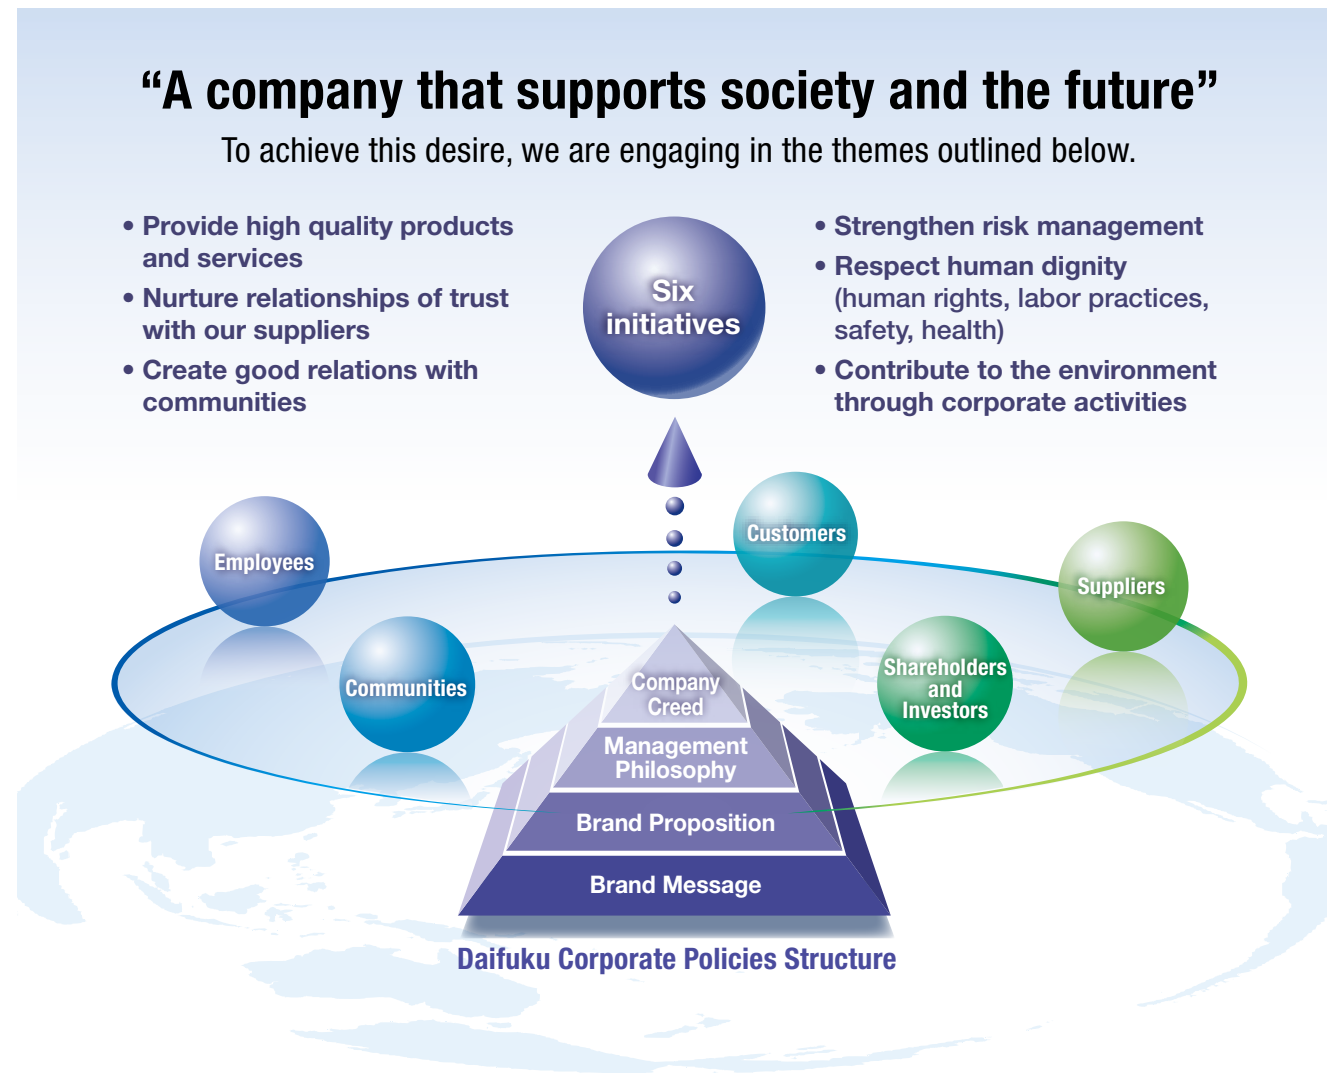 “A company that supports society and the future”
To achieve this desire, we are engaging in the themes outlined below.
• Provide high quality products
and services
• Nurture relationships of trust
with our suppliers
• Create good relations with
communities
Six
initiatives
• Strengthen risk management
• Respect human dignity
(human rights, labor practices,
safety, health)
• Contribute to the environment
through corporate activities
Employees
Customers
Suppliers
Communities
Shareholders
and
Investors
Company
Creed
Management
Philosophy
Brand Proposition
Brand Message
Daifuku Corporate Policies Structure